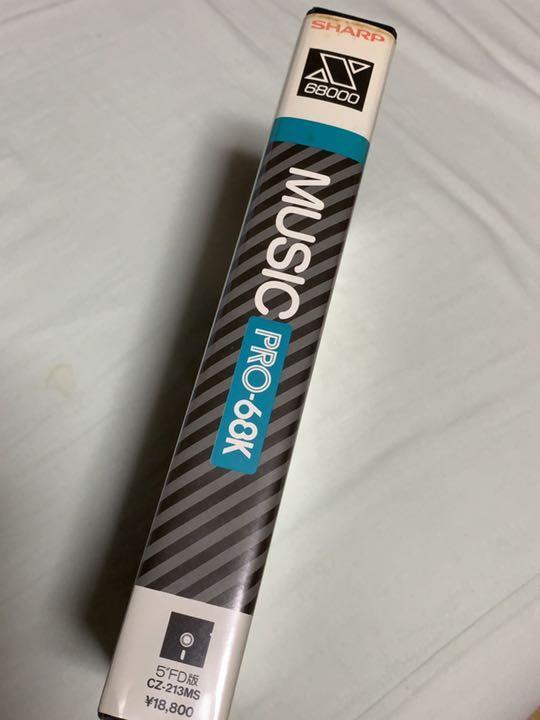 SHARP
X
68000
MUSIC
PRO-68K
5"FD版
CZ-213MS
¥18,800